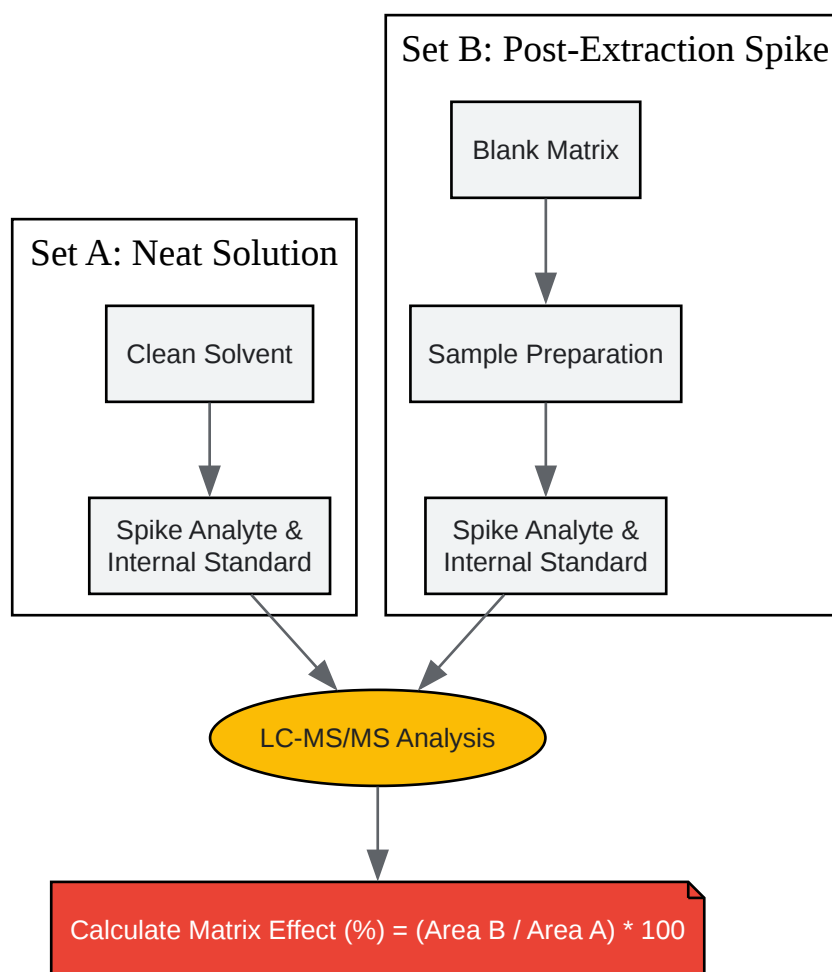 Set B: Post-Extraction Spike
Blank Matrix
Set A: Neat Solution
Clean Solvent
Sample Preparation
Spike Analyte &
Internal Standard
Spike Analyte &
Internal Standard
LC-MS/MS Analysis
Calculate Matrix Effect (%) = (Area B / Area A) * 100